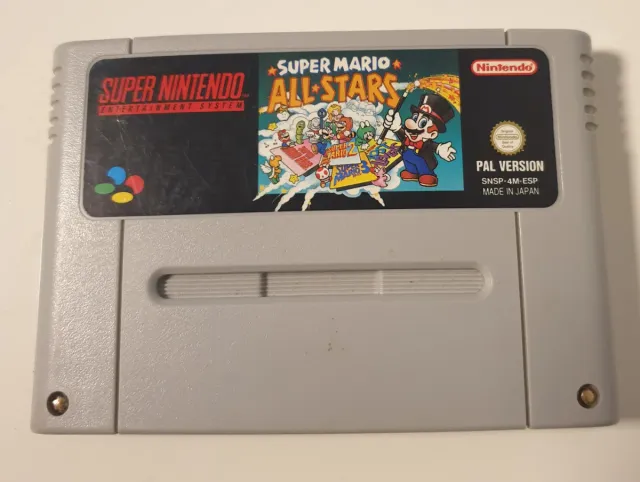 SUPER NINTENDO
ENTERTAINMENT SYSTEM
SUPER MARIO
ALL★STARS
Nintendo
PAL VERSION
SNSP-4M-ESP
MADE IN JAPAN